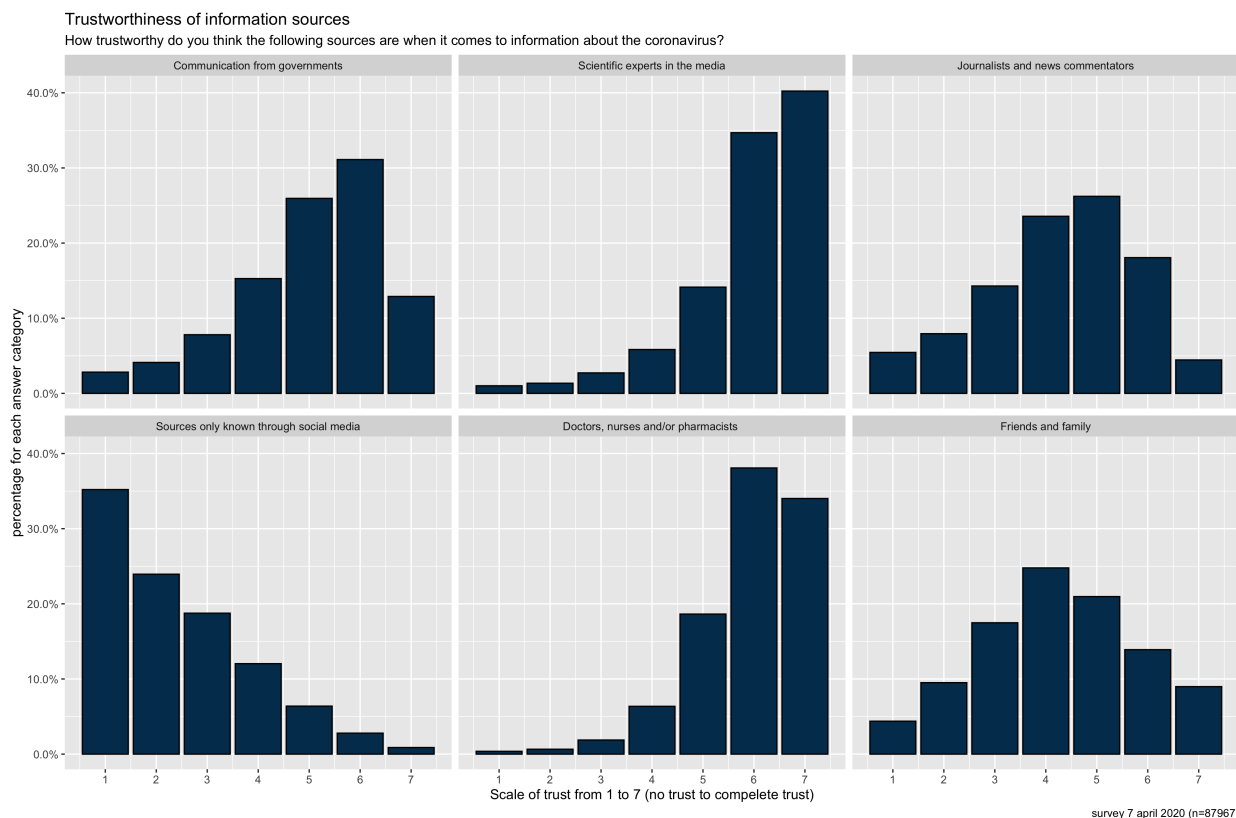 Trustworthiness of information sources
How trustworthy do you think the following sources are when it comes to information about the coronavirus?
Communication from governments
Scientific experts in the media
Journalists and news commentators
40.0%
30.0%
20.0%
10.0%
0.0%
percentage for each answer category
Sources only known through social media
Doctors, nurses and/or pharmacists
Friends and family
40.0%
30.0%
20.0%
10.0%
0.0%
1 2 3 4 5 6 7
1 2 3 4 5 6 7
1 2 3 4 5 6 7
Scale of trust from 1 to 7 (no trust to compelete trust)
survey 7 april 2020 (n=87967